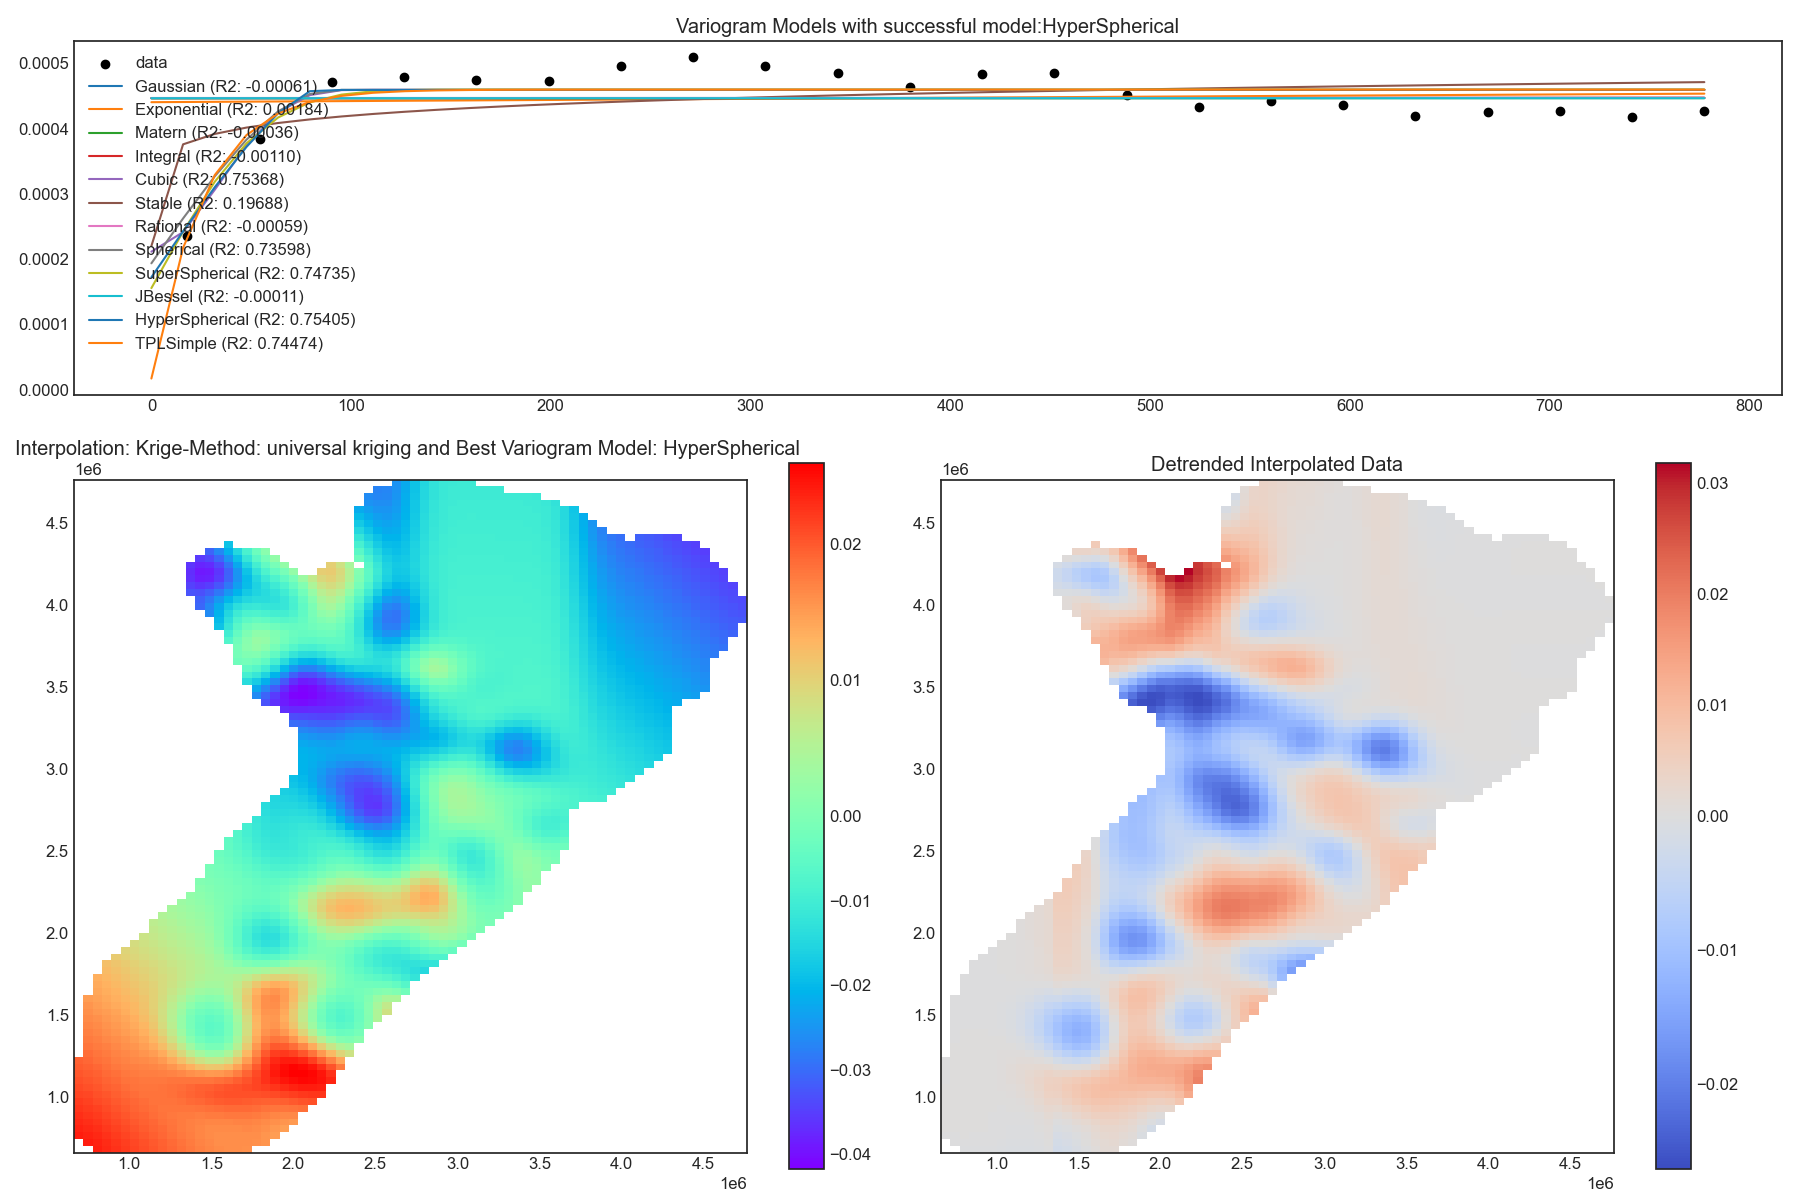 Variogram Models with successful model:HyperSpherical
0.0005
0.0004
0.0003
0.0002
0.0001
0.0000
data
Gaussian (R2: -0.00061)
Exponential (R2: 0.00184)
Matern (R2: -0.00036)
Integral (R2: -0.00110)
Cubic (R2: 0.75368)
Stable (R2: 0.19688)
Rational (R2: -0.00059)
Spherical (R2: 0.73598)
SuperSpherical (R2: 0.74735)
JBessel (R2: -0.00011)
HyperSpherical (R2: 0.75405)
TPLSimple (R2: 0.74474)
0 100 200 300 400 500 600 700 800
Interpolation: Krige-Method: universal kriging and Best Variogram Model: HyperSpherical
1e6
4.5
4.0
3.5
3.0
2.5
2.0
1.5
1.0
1.0 1.5 2.0 2.5 3.0 3.5 4.0 4.5
1e6
0.02
0.01
0.00
−0.01
−0.02
−0.03
−0.04
Detrended Interpolated Data
1e6
4.5
4.0
3.5
3.0
2.5
2.0
1.5
1.0
1.0 1.5 2.0 2.5 3.0 3.5 4.0 4.5
1e6
0.03
0.02
0.01
0.00
−0.01
−0.02